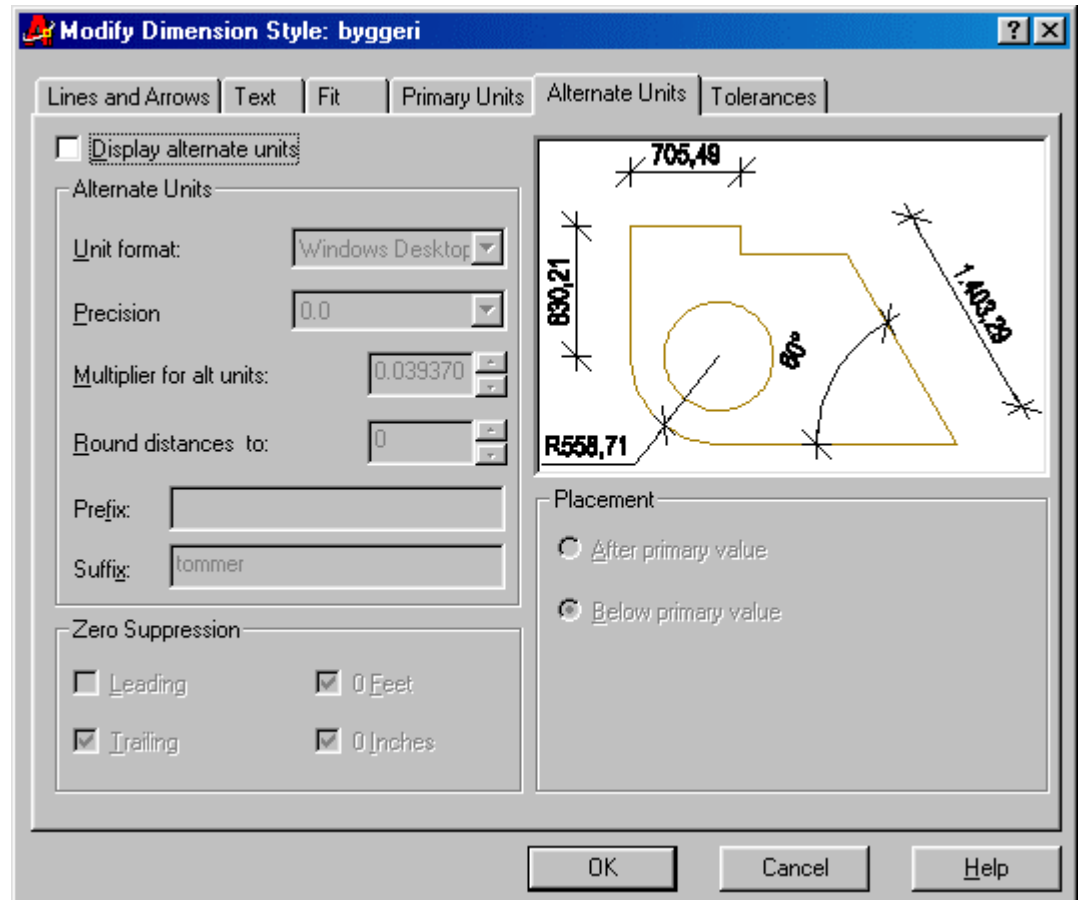 Modify Dimension Style: byggeri
Lines and Arrows Text Fit Primary Units Alternate Units Tolerances
Display alternate units
Alternate Units
Unit format: Windows Desktop
Precision 0.0
Multiplier for alt units: 0.039370
Round distances to: 0
Prefix:
Suffix: tommer
Zero Suppression
Leading 0 Feet
Trailing 0 Inches
705,49
830,21
1.403,29
60°
R558,71
Placement
After primary value
Below primary value
OK Cancel Help